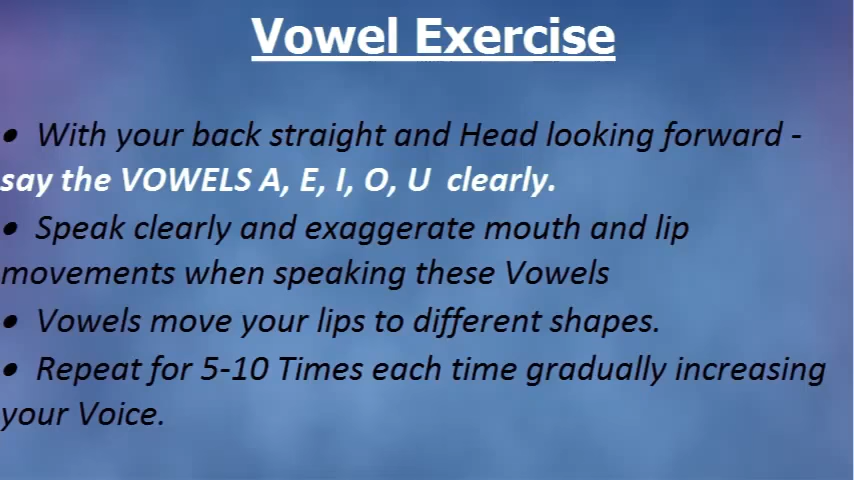 Vowel Exercise
• With your back straight and Head looking forward -
say the VOWELS A, E, I, O, U clearly.
• Speak clearly and exaggerate mouth and lip
movements when speaking these Vowels
• Vowels move your lips to different shapes.
• Repeat for 5-10 Times each time gradually increasing
your Voice.